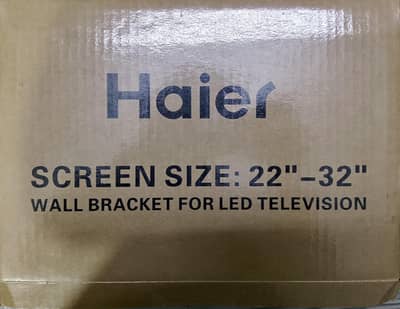 Haier
SCREEN SIZE: 22"-32"
WALL BRACKET FOR LED TELEVISION